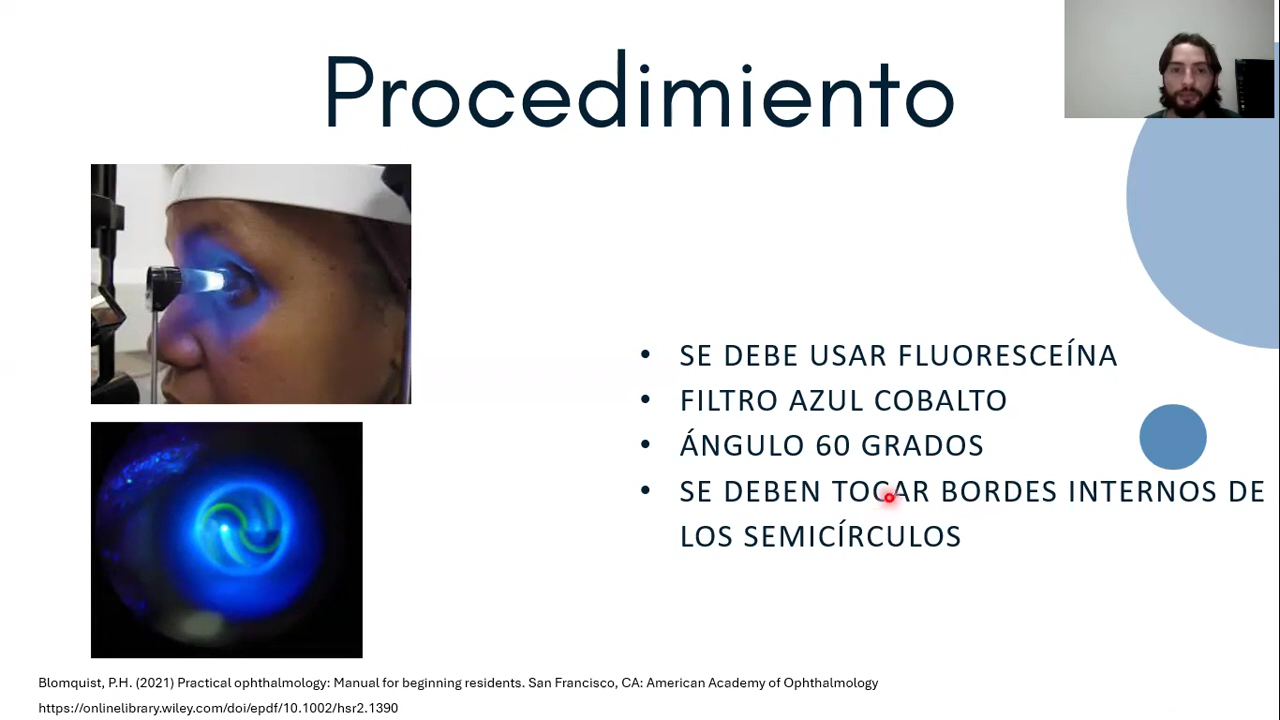 Procedimiento
• SE DEBE USAR FLUORESCEÍNA
• FILTRO AZUL COBALTO
• ÁNGULO 60 GRADOS
• SE DEBEN TOCAR BORDES INTERNOS DE
LOS SEMICÍRCULOS
Blomquist, P.H. (2021) Practical ophthalmology: Manual for beginning residents. San Francisco, CA: American Academy of Ophthalmology
https://onlinelibrary.wiley.com/doi/epdf/10.1002/hsr2.1390